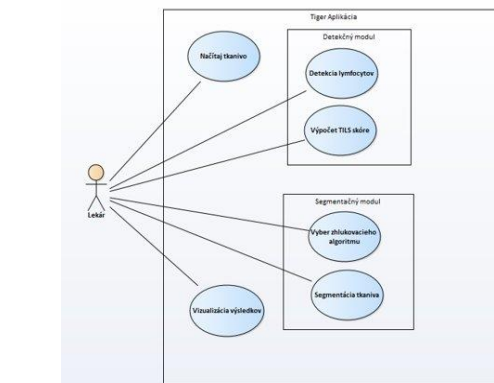 Tiger Aplikácia
Detekčný modul
Načítaj tkanivo
Detekcia lymfocytov
Výpočet TILS skóre
Lekár
Segmentačný modul
Vyber zhlukovacieho
algoritmu
Segmentácia tkaniva
Vizualizácia výsledkov